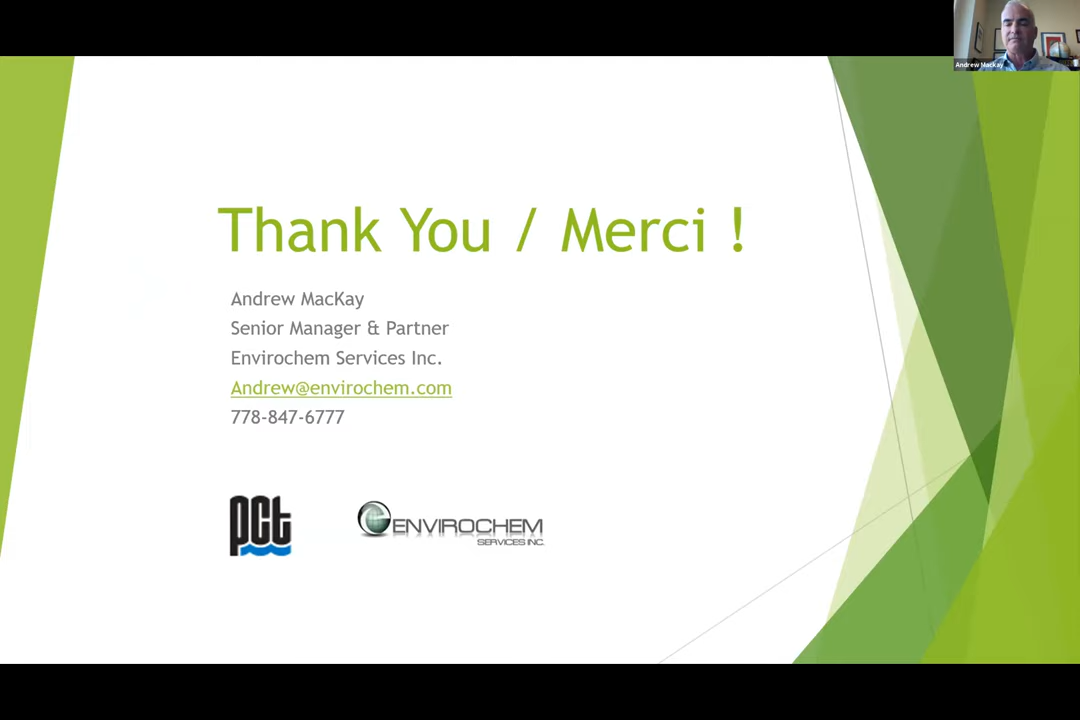 Andrew Mackay
Thank You / Merci !
Andrew MacKay
Senior Manager & Partner
Envirochem Services Inc.
Andrew@envirochem.com
778-847-6777
pct
ENVIROCHEM
SERVICES INC.